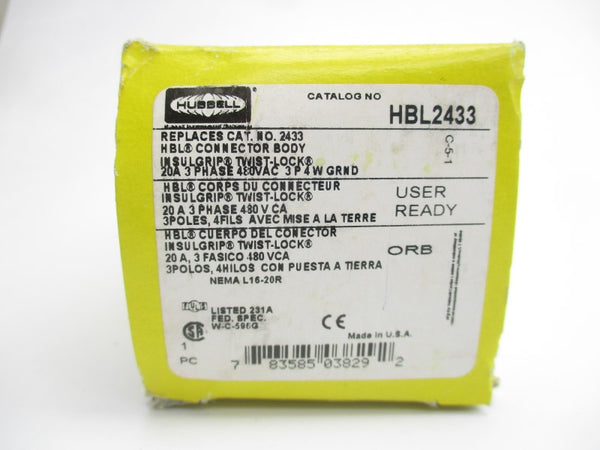 HUBBELL
CATALOG NO HBL2433
REPLACES CAT. NO. 2433
HBL® CONNECTOR BODY
INSULGRIP® TWIST-LOCK®
20A 3 PHASE 480VAC 3 P 4 W GRND
C-5-1
HBL® CORPS DU CONNECTEUR
INSULGRIP® TWIST-LOCK®
20 A 3 PHASE 480 V CA
3POLES, 4FILS AVEC MISE A LA TERRE
USER
READY
HBL® CUERPO DEL CONECTOR
INSULGRIP® TWIST-LOCK®
20 A, 3 FASICO 480 VCA
3POLOS, 4HILOS CON PUESTA A TIERRA
NEMA L16-20R
ORB
LISTED 231A
FED. SPEC.
W-C-596G
CE
Made in U.S.A.
1
PC
7 83585 03829 2